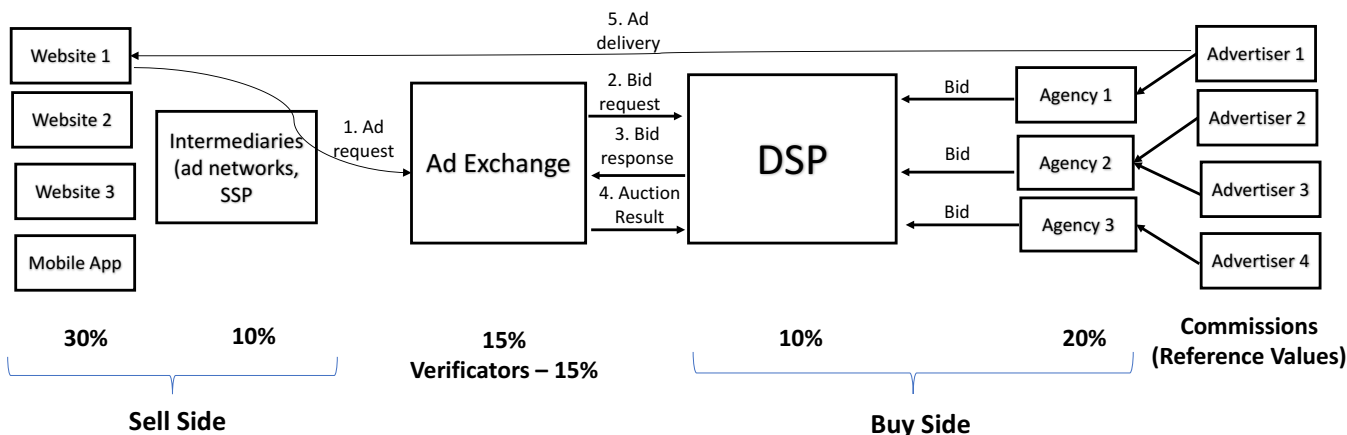 5. Ad
delivery
Website 1
Website 2
Website 3
Mobile App
Intermediaries
(ad networks,
SSP
1. Ad
request
Ad Exchange
2. Bid
request
3. Bid
response
4. Auction
Result
DSP
Bid
Bid
Bid
Agency 1
Agency 2
Agency 3
Advertiser 1
Advertiser 2
Advertiser 3
Advertiser 4
30%
10%
15%
Verificators – 15%
10%
20%
Commissions
(Reference Values)
Sell Side
Buy Side